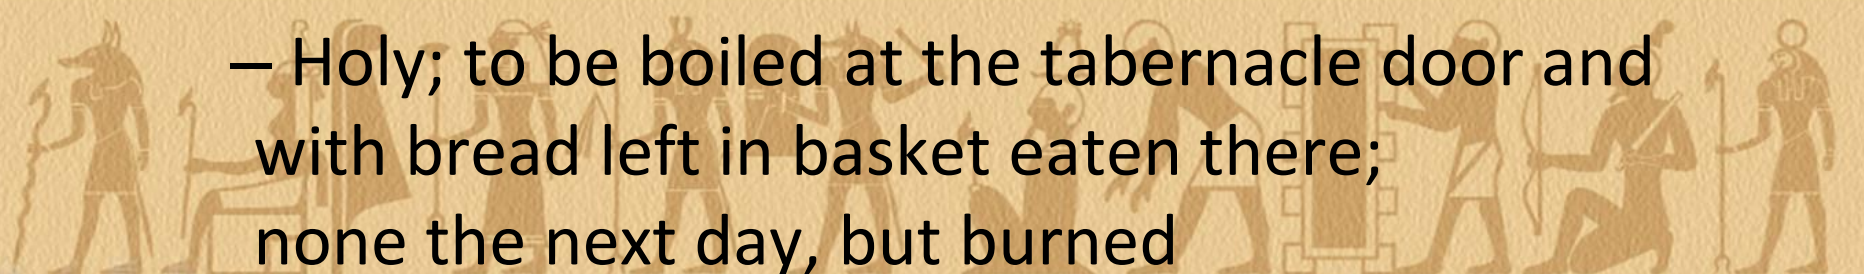 – Holy; to be boiled at the tabernacle door and
with bread left in basket eaten there;
none the next day, but burned